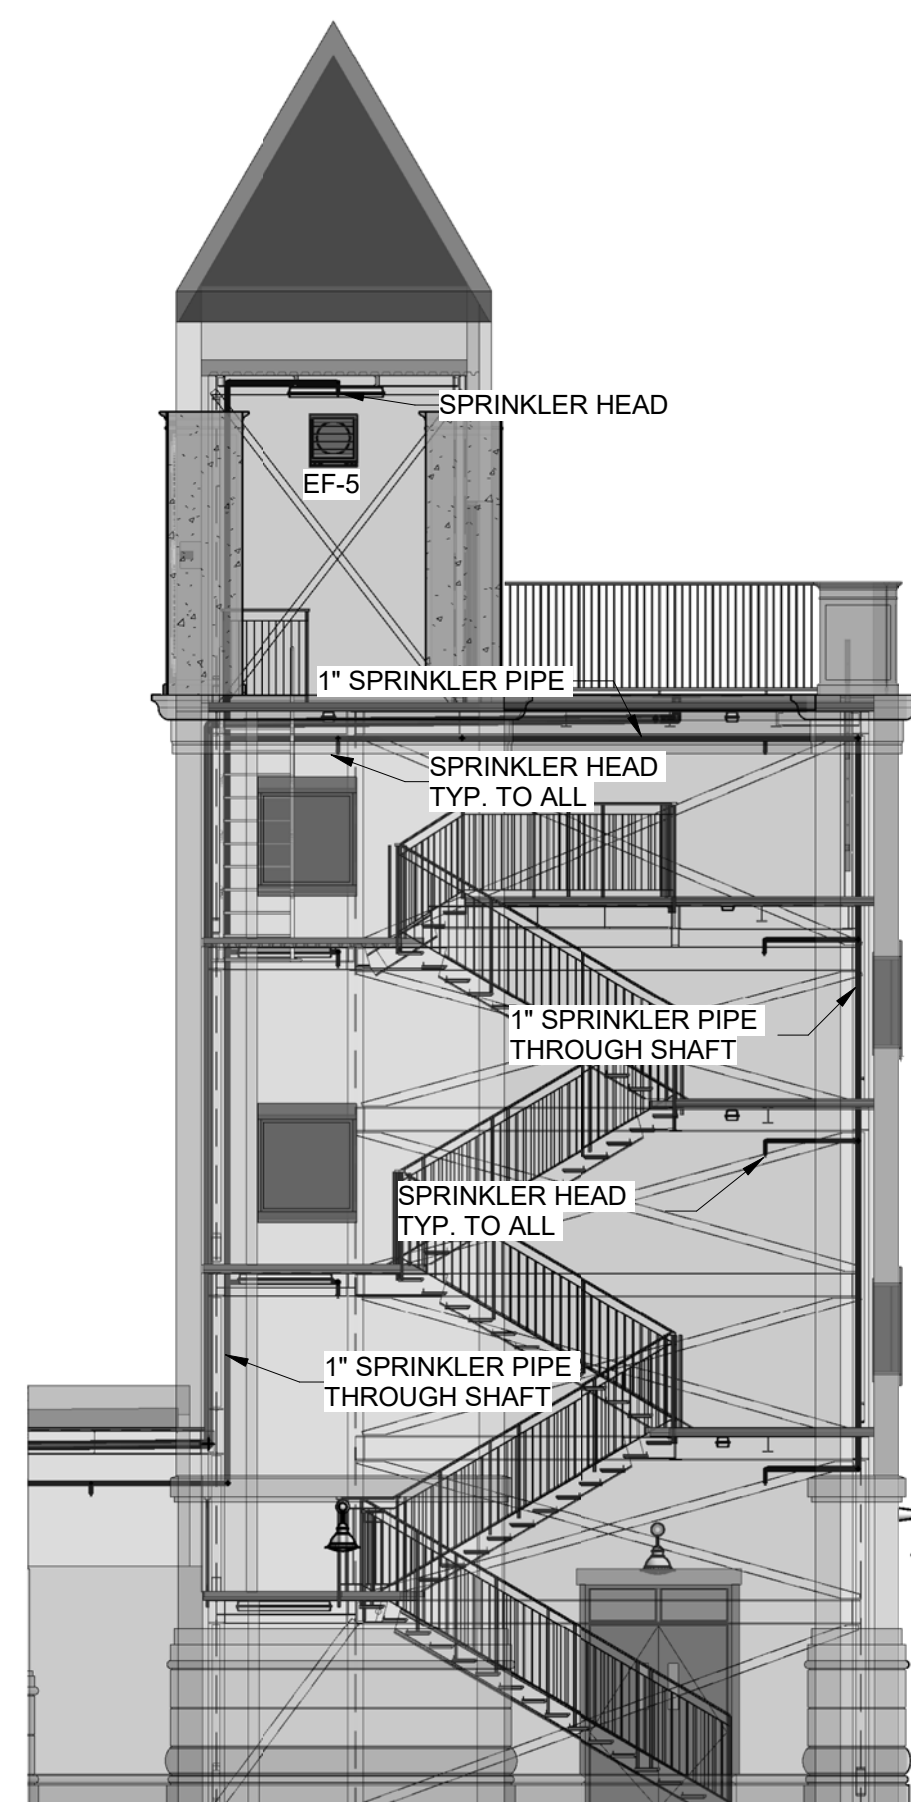 SPRINKLER HEAD
EF-5
1" SPRINKLER PIPE
SPRINKLER HEAD
TYP. TO ALL
1" SPRINKLER PIPE
THROUGH SHAFT
SPRINKLER HEAD
TYP. TO ALL
1" SPRINKLER PIPE
THROUGH SHAFT